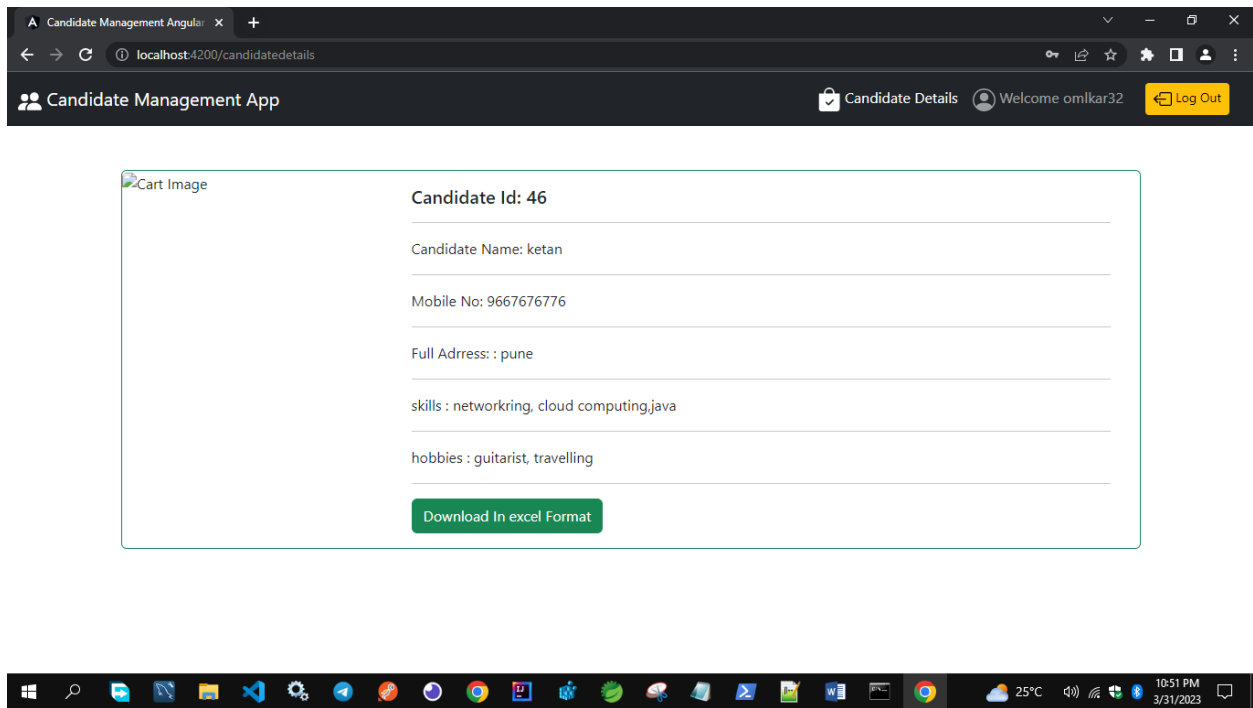 Candidate Management Angular
localhost:4200/candidatedetails
Candidate Management App
Candidate Details
Welcome omlkar32
Log Out
Cart Image
Candidate Id: 46
Candidate Name: ketan
Mobile No: 9667676776
Full Adrress: : pune
skills : networkring, cloud computing,java
hobbies : guitarist, travelling
Download In excel Format
25°C
10:51 PM
3/31/2023